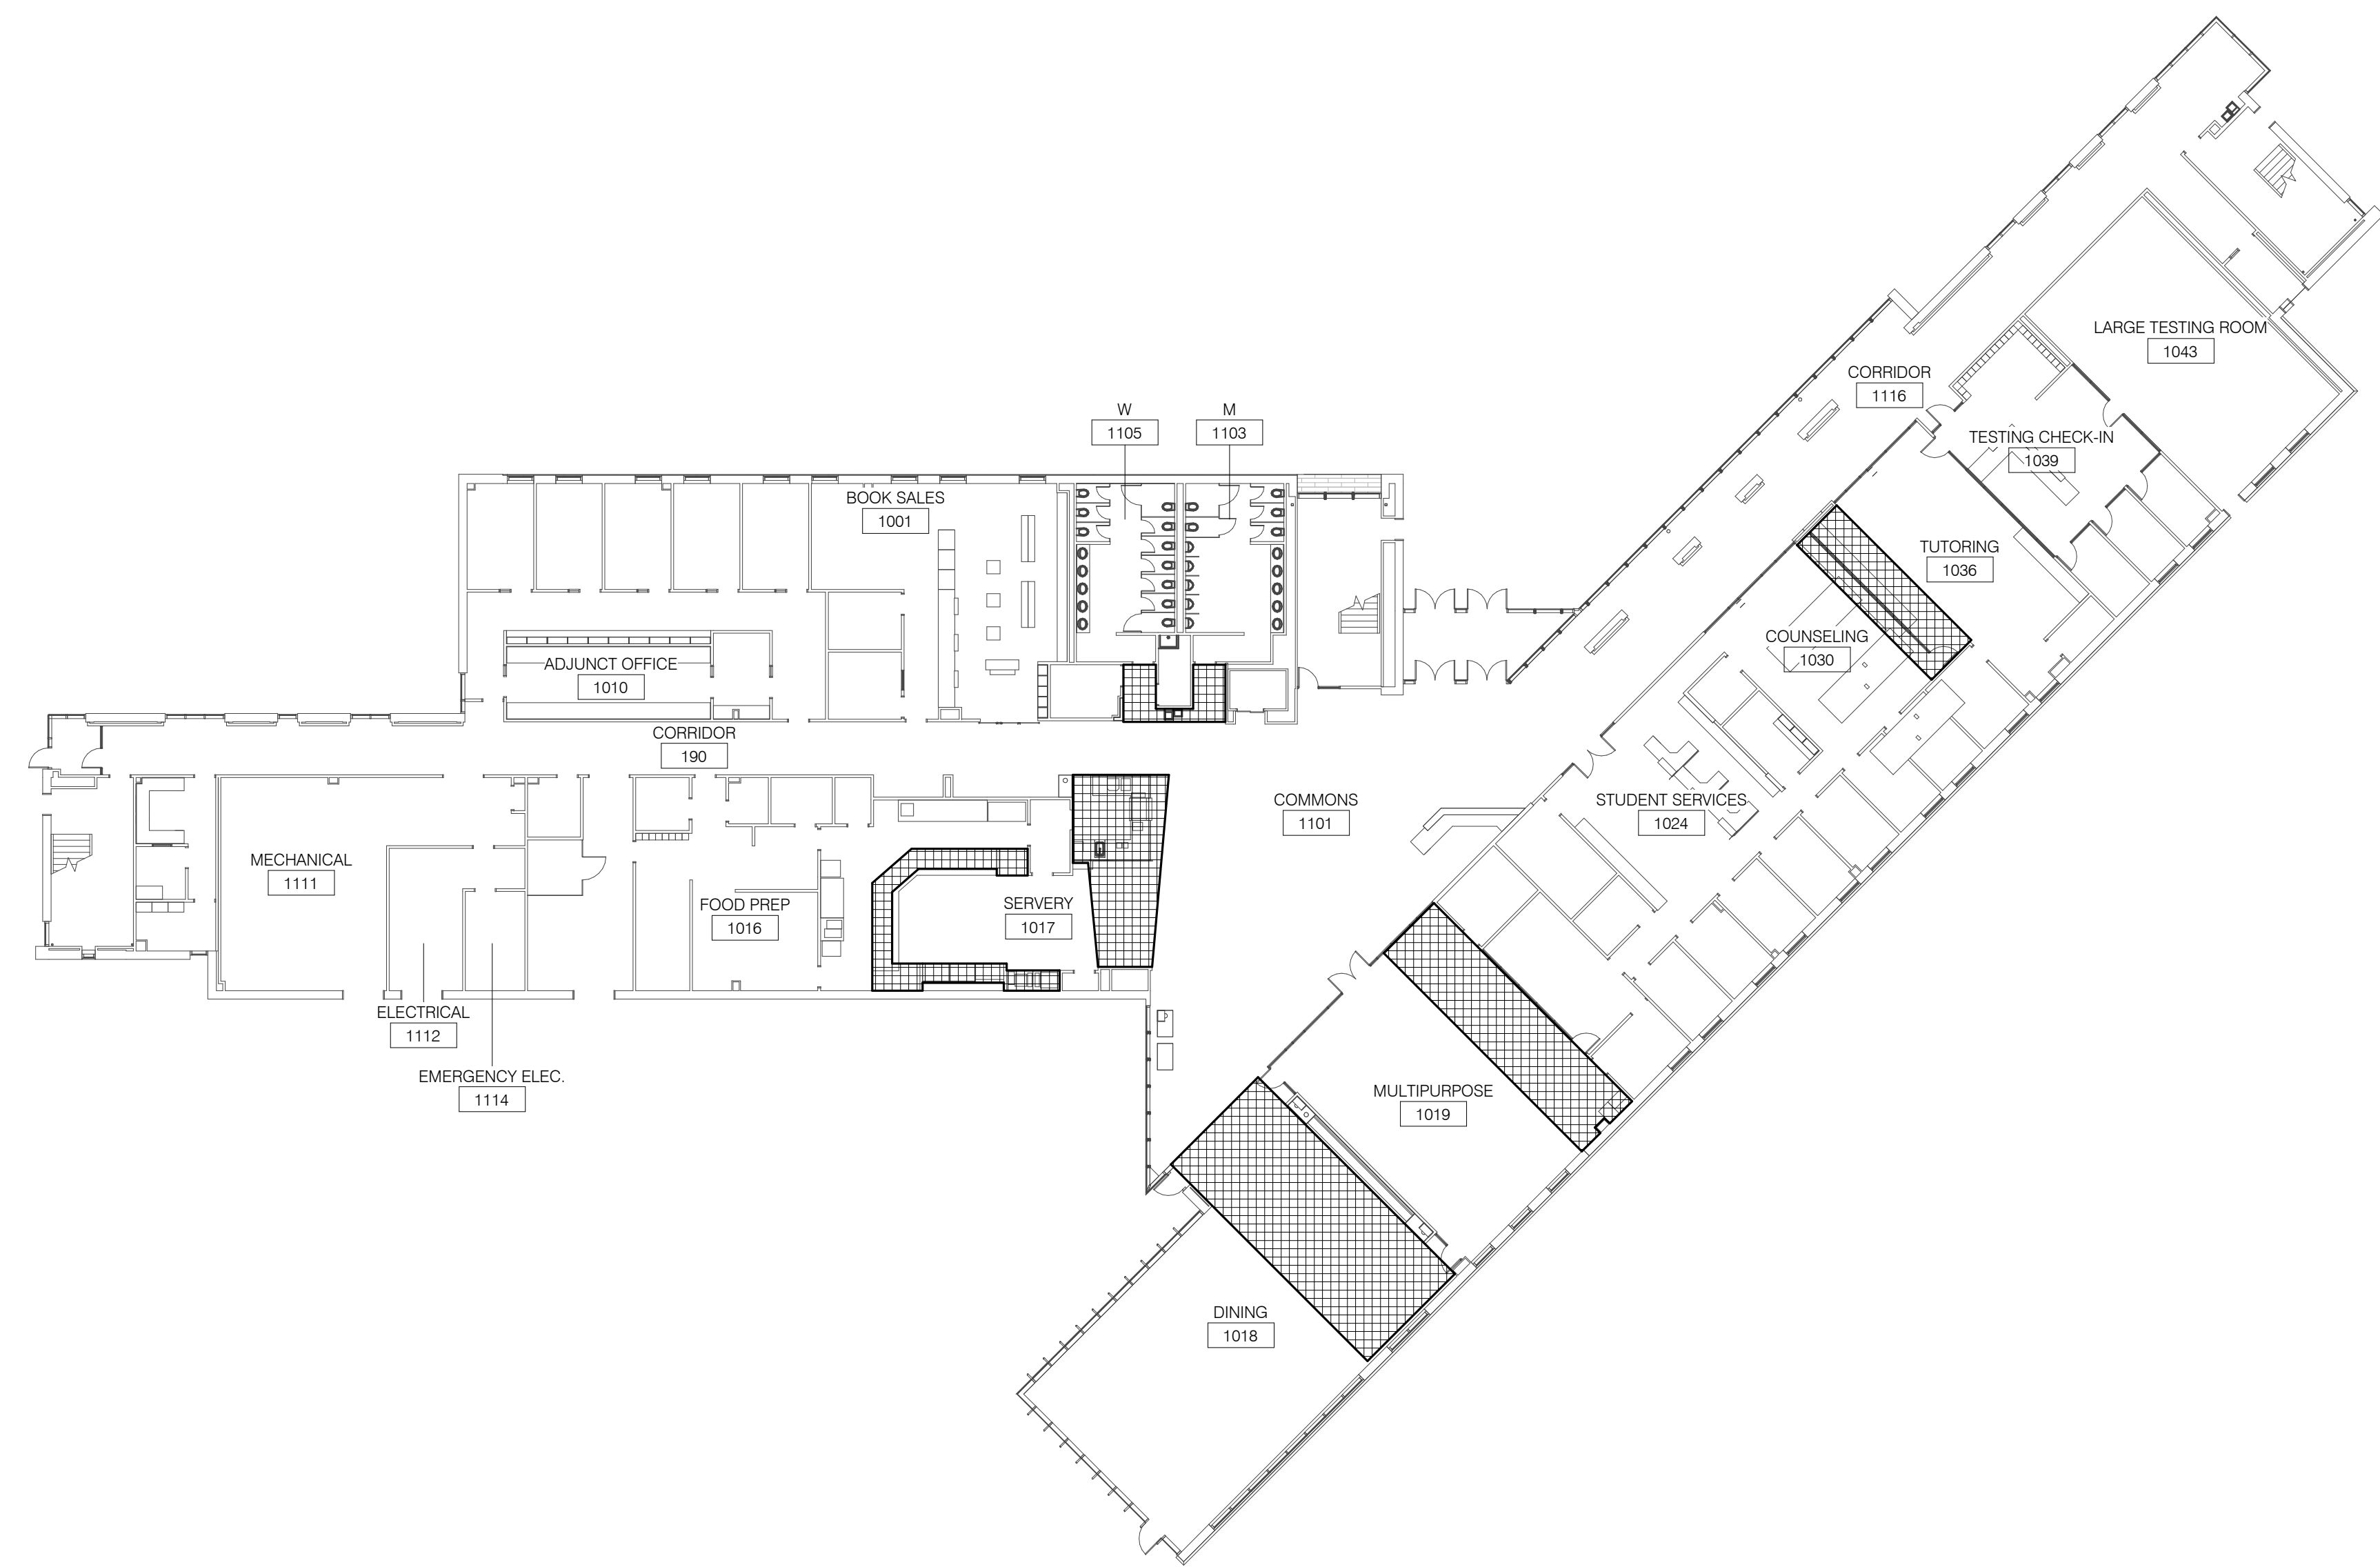 LARGE TESTING ROOM
1043
CORRIDOR
1116
W
1105
M
1103
TESTING CHECK-IN
1039
BOOK SALES
1001
TUTORING
1036
COUNSELING
1030
ADJUNCT OFFICE
1010
CORRIDOR
190
COMMONS
1101
STUDENT SERVICES
1024
MECHANICAL
1111
FOOD PREP
1016
SERVERY
1017
ELECTRICAL
1112
EMERGENCY ELEC.
1114
MULTIPURPOSE
1019
DINING
1018